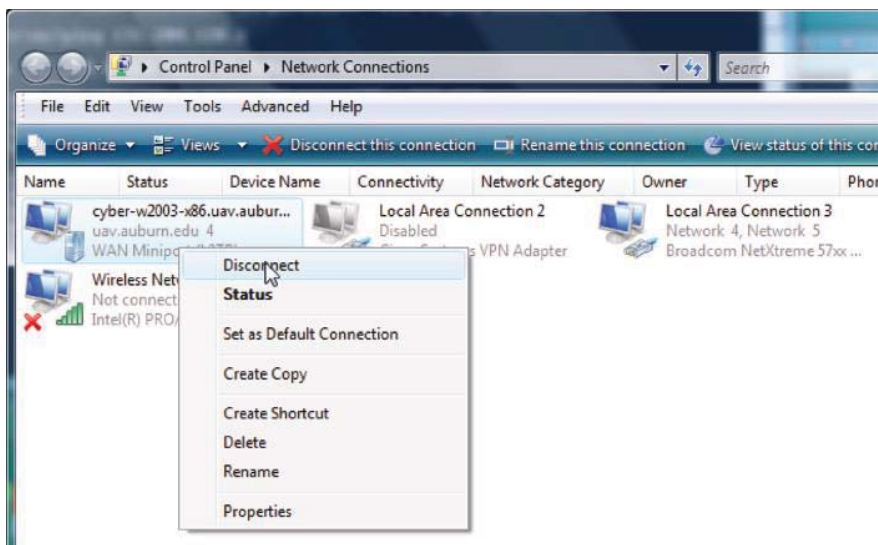 Control Panel Network Connections Search
File Edit View Tools Advanced Help
Organize Views Disconnect this connection Rename this connection View status of this con
Name Status Device Name Connectivity Network Category Owner Type Phon
cyber-w2003-x86.uav.aubur... Local Area Connection 2 Local Area Connection 3
uav.auburn.edu 4 Disabled Network 4, Network 5
WAN Minipo VPN Adapter Broadcom NetXtreme 57xx ...
Disconnect
Wireless Net
Not connect
Status
Intel(R) PRO/
Set as Default Connection
Create Copy
Create Shortcut
Delete
Rename
Properties